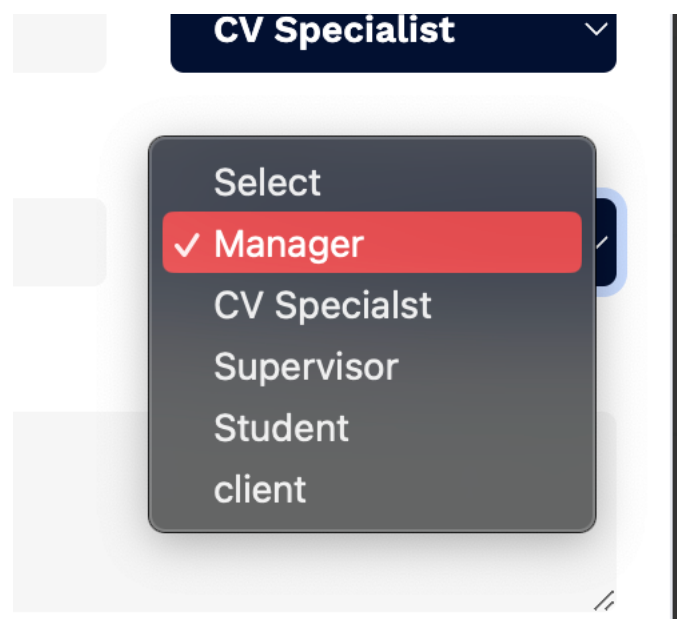 CV Specialist
Select
Manager
CV Specialst
Supervisor
Student
client